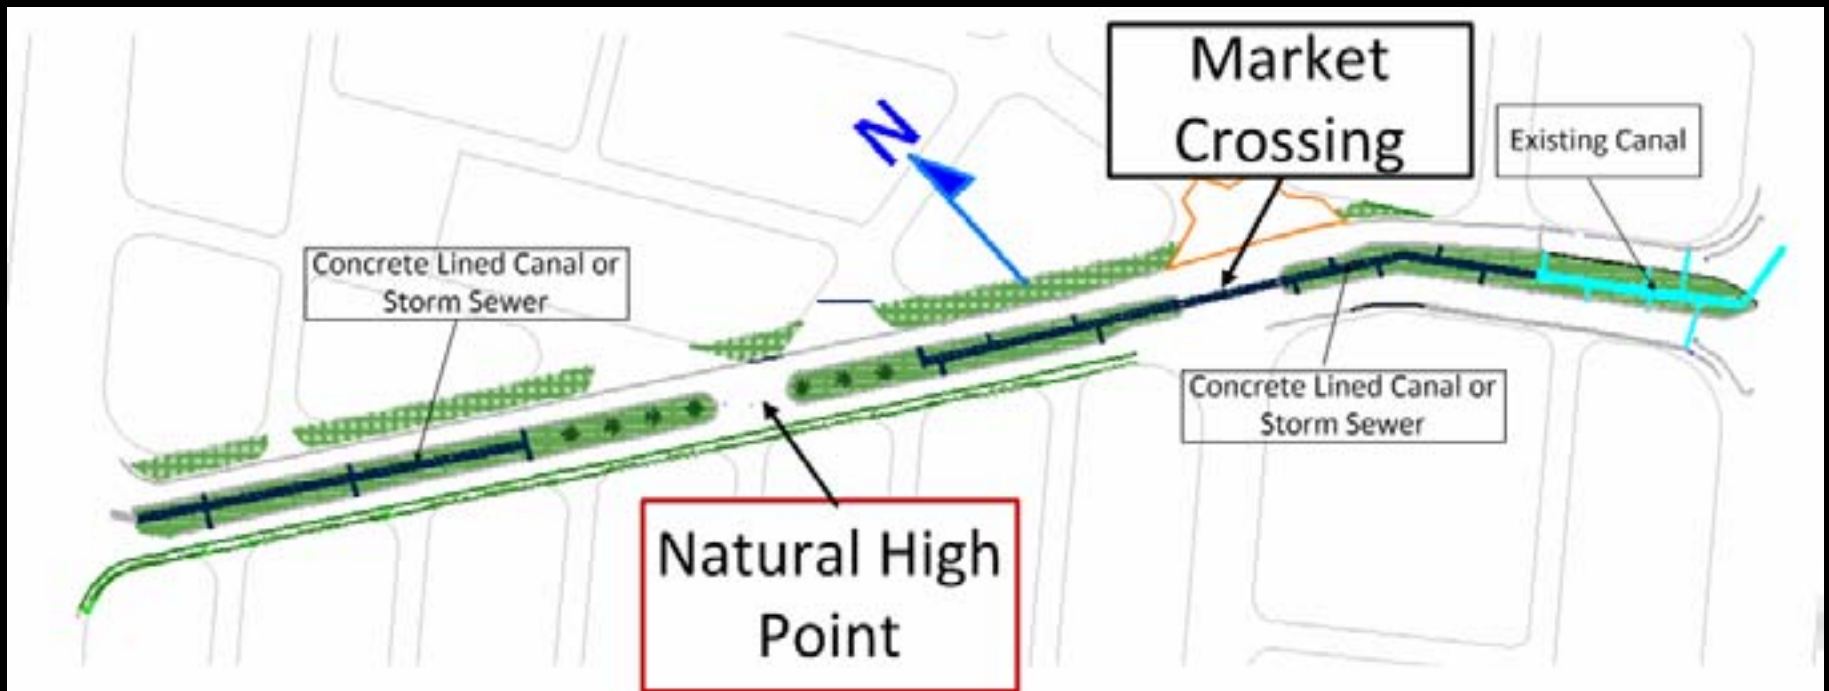 Market
Crossing
Existing Canal
N
Concrete Lined Canal or
Storm Sewer
Concrete Lined Canal or
Storm Sewer
Natural High
Point